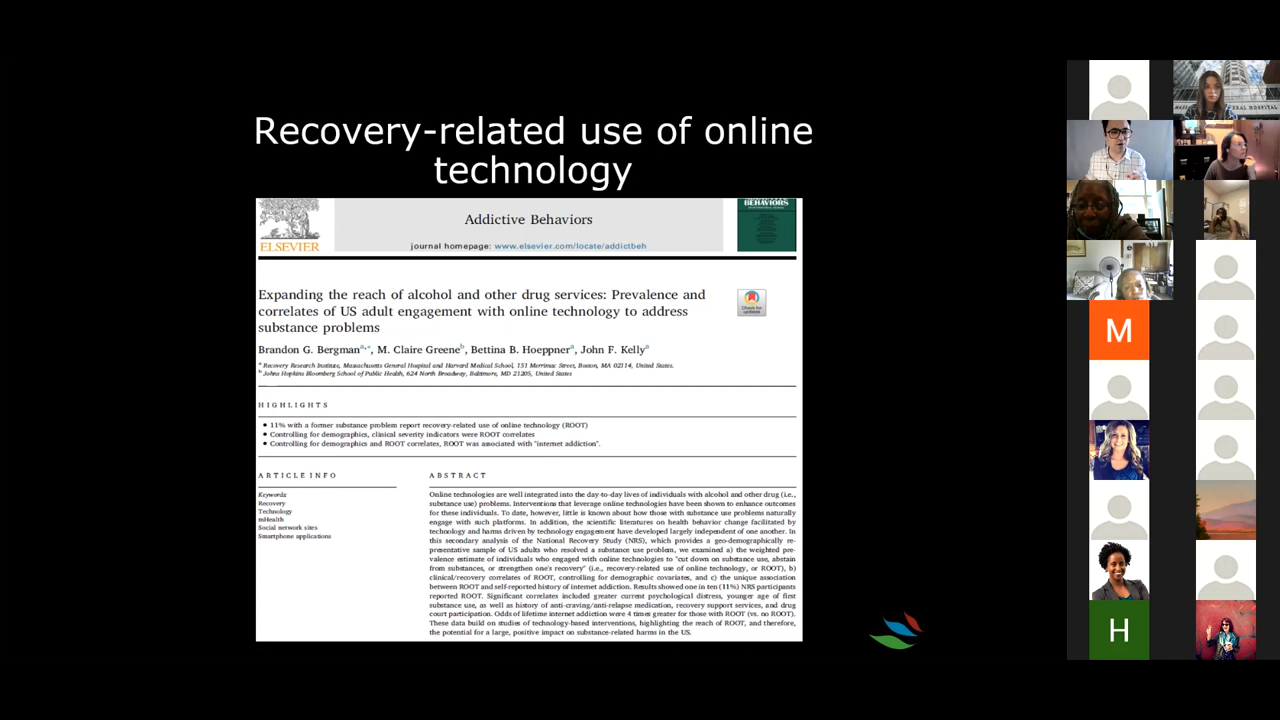 Recovery-related use of online
technology
ELSEVIER
Addictive Behaviors
journal homepage: www.elsevier.com/locate/addictbeh
BEHAVIORS
Expanding the reach of alcohol and other drug services: Prevalence and
correlates of US adult engagement with online technology to address
substance problems
Check for
updates
Brandon G. Bergmana,*, M. Claire Greeneb, Bettina B. Hoeppnera, John F. Kellya
a Recovery Research Institute, Massachusetts General Hospital and Harvard Medical School, 151 Merrimac Street, Boston, MA 02114, United States.
b Johns Hopkins Bloomberg School of Public Health, 624 North Broadway, Baltimore, MD 21205, United States
HIGHLIGHTS
• 11% with a former substance problem report recovery-related use of online technology (ROOT)
• Controlling for demographics, clinical severity indicators were ROOT correlates
• Controlling for demographics and ROOT correlates, ROOT was associated with "internet addiction".
ARTICLE INFO
Keywords:
Recovery
Technology
mHealth
Social network sites
Smartphone applications
ABSTRACT
Online technologies are well integrated into the day-to-day lives of individuals with alcohol and other drug (i.e.,
substance use) problems. Interventions that leverage online technologies have been shown to enhance outcomes
for these individuals. To date, however, little is known about how those with substance use problems naturally
engage with such platforms. In addition, the scientific literatures on health behavior change facilitated by
technology and harms driven by technology engagement have developed largely independent of one another. In
this secondary analysis of the National Recovery Study (NRS), which provides a geo-demographically re-
presentative sample of US adults who resolved a substance use problem, we examined a) the weighted pre-
valence estimate of individuals who engaged with online technologies to "cut down on substance use, abstain
from substances, or strengthen one's recovery" (i.e., recovery-related use of online technology, or ROOT), b)
clinical/recovery correlates of ROOT, controlling for demographic covariates, and c) the unique association
between ROOT and self-reported history of internet addiction. Results showed one in ten (11%) NRS participants
reported ROOT. Significant correlates included greater current psychological distress, younger age of first
substance use, as well as history of anti-craving/anti-relapse medication, recovery support services, and drug
court participation. Odds of lifetime internet addiction were 4 times greater for those with ROOT (vs. no ROOT).
These data build on studies of technology-based interventions, highlighting the reach of ROOT, and therefore,
the potential for a large, positive impact on substance-related harms in the US.
M
H